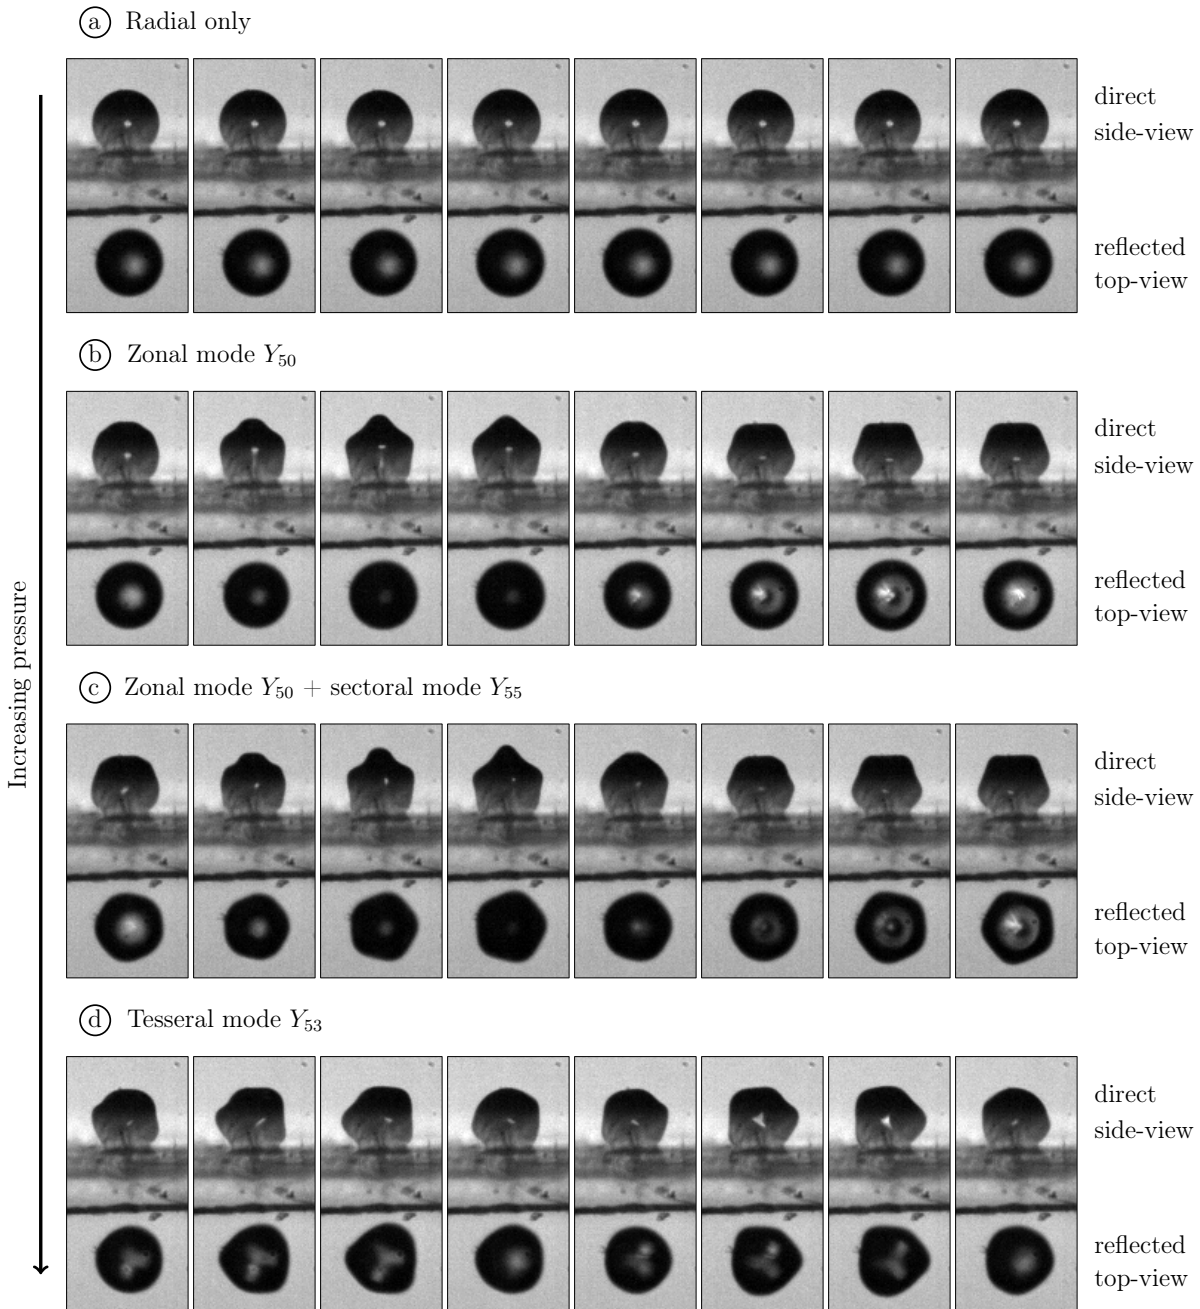 a Radial only
direct
side-view
reflected
top-view
b Zonal mode Y₅₀
direct
side-view
reflected
top-view
Increasing pressure
c Zonal mode Y₅₀ + sectoral mode Y₅₅
direct
side-view
reflected
top-view
d Tesseral mode Y₅₃
direct
side-view
reflected
top-view